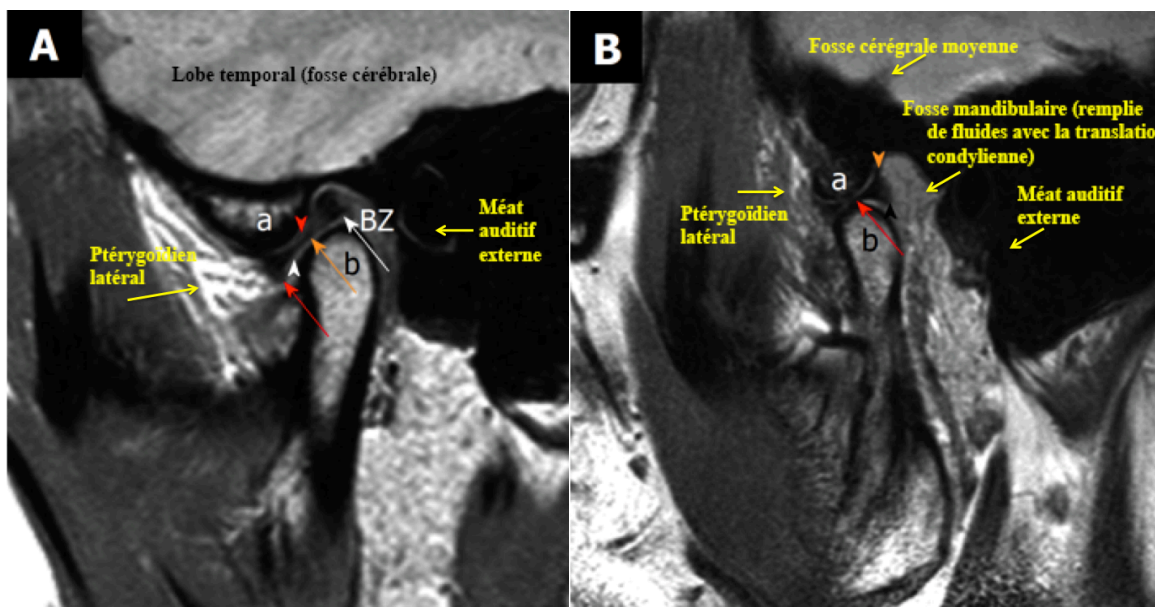 A
Lobe temporal (fosse cérébrale)
a
BZ
b
Ptérygoïdien
latéral
Méat
auditif
externe
B
Fosse cérégrale moyenne
Fosse mandibulaire (remplie
de fluides avec la translatio
condylienne)
a
Ptérygoïdien
latéral
b
Méat auditif
externe